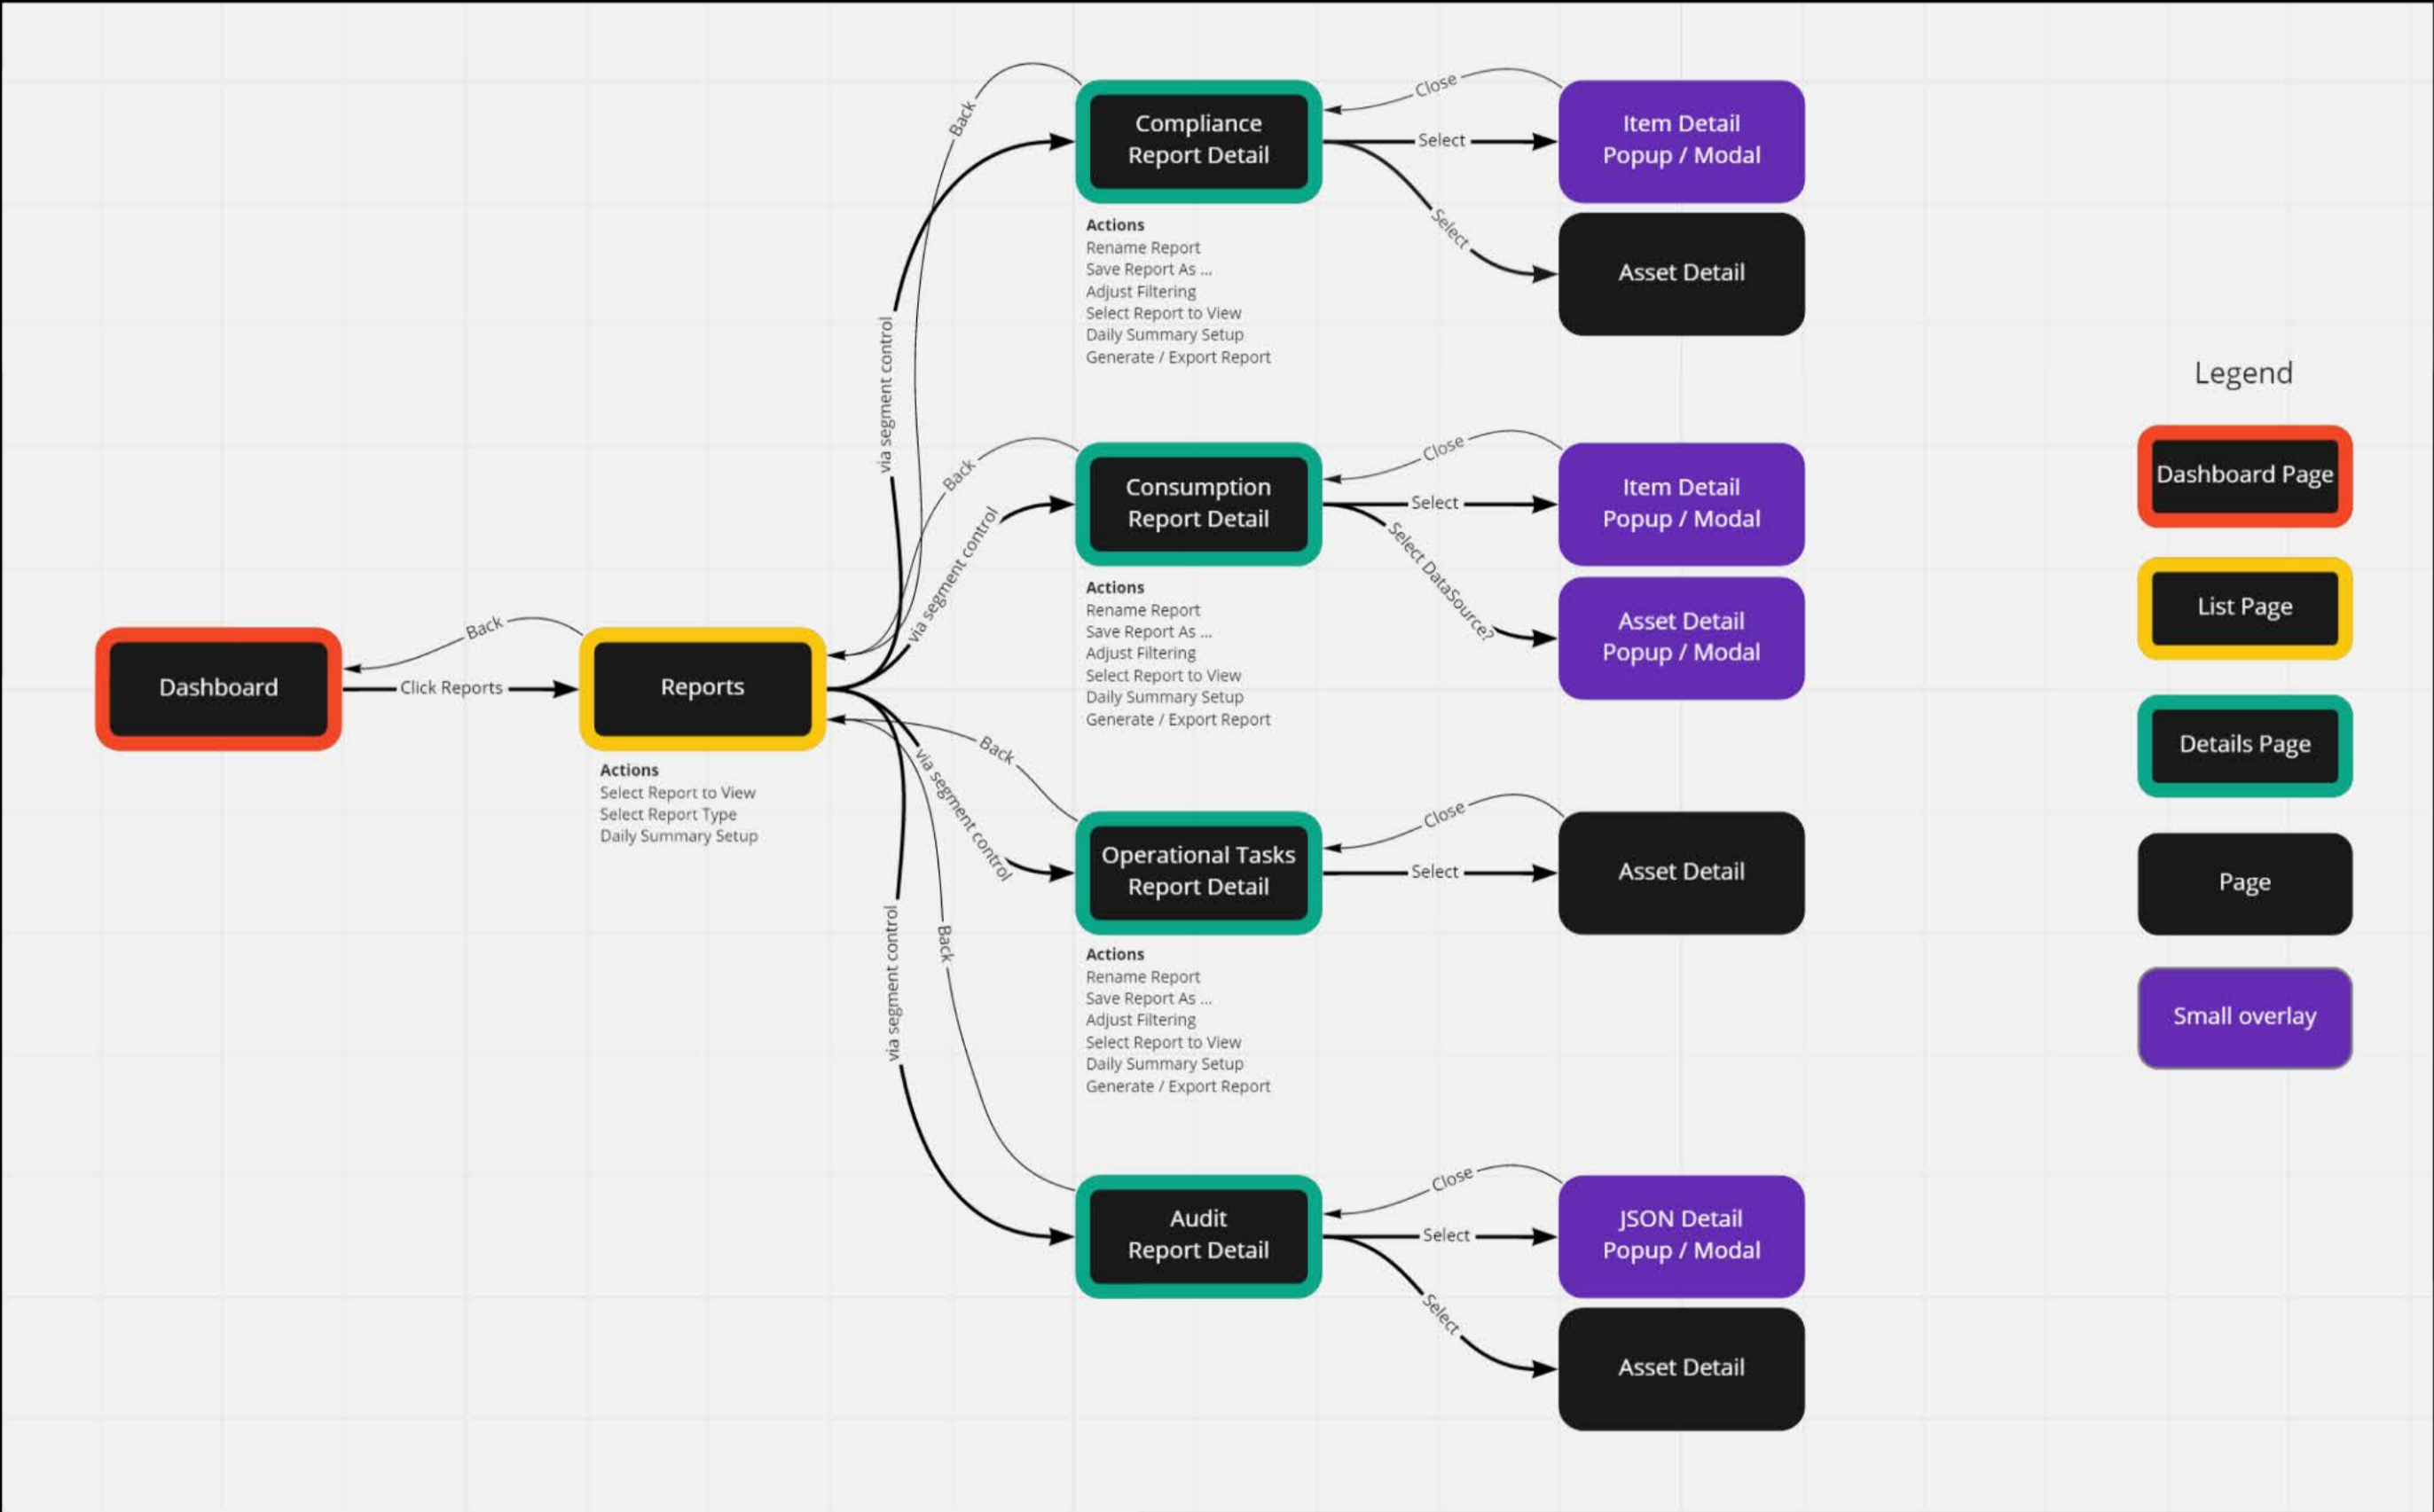 Dashboard
Back
Click Reports
Reports
Actions
Select Report to View
Select Report Type
Daily Summary Setup
Back
via segment control
Back
via segment control
Back
via segment control
Back
via segment control
Compliance
Report Detail
Actions
Rename Report
Save Report As ...
Adjust Filtering
Select Report to View
Daily Summary Setup
Generate / Export Report
Close
Select
Select
Item Detail
Popup / Modal
Asset Detail
Consumption
Report Detail
Actions
Rename Report
Save Report As ...
Adjust Filtering
Select Report to View
Daily Summary Setup
Generate / Export Report
Close
Select
Select DataSource?
Item Detail
Popup / Modal
Asset Detail
Popup / Modal
Operational Tasks
Report Detail
Actions
Rename Report
Save Report As ...
Adjust Filtering
Select Report to View
Daily Summary Setup
Generate / Export Report
Close
Select
Asset Detail
Audit
Report Detail
Close
Select
Select
JSON Detail
Popup / Modal
Asset Detail
Legend
Dashboard Page
List Page
Details Page
Page
Small overlay